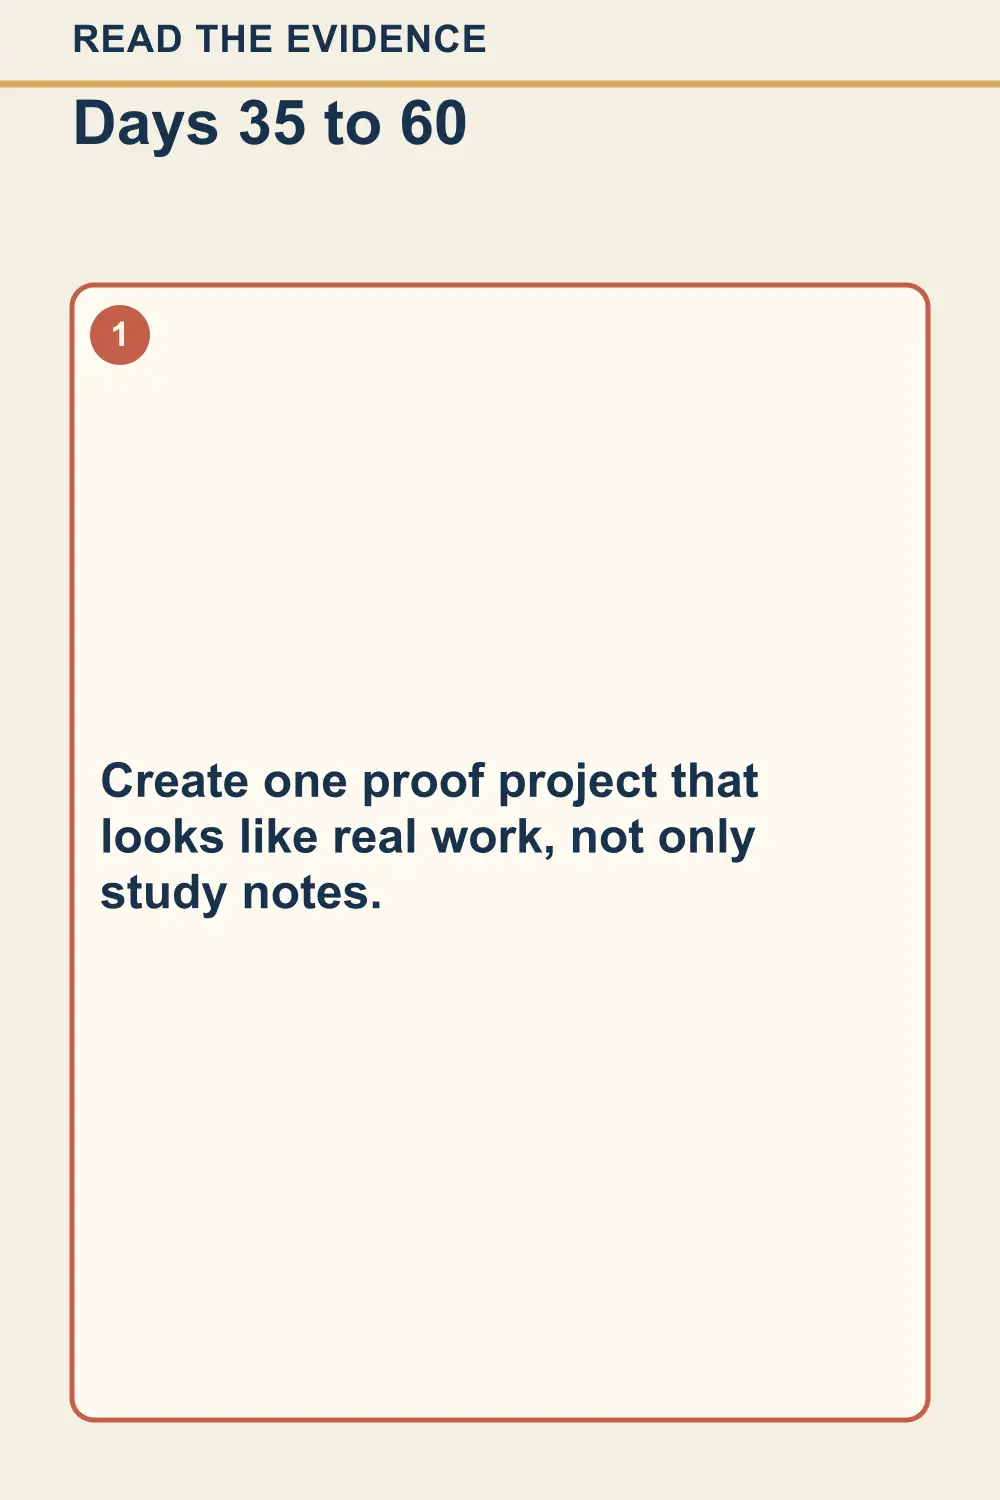 READ THE EVIDENCE
Days 35 to 60
1
Create one proof project that
looks like real work, not only
study notes.